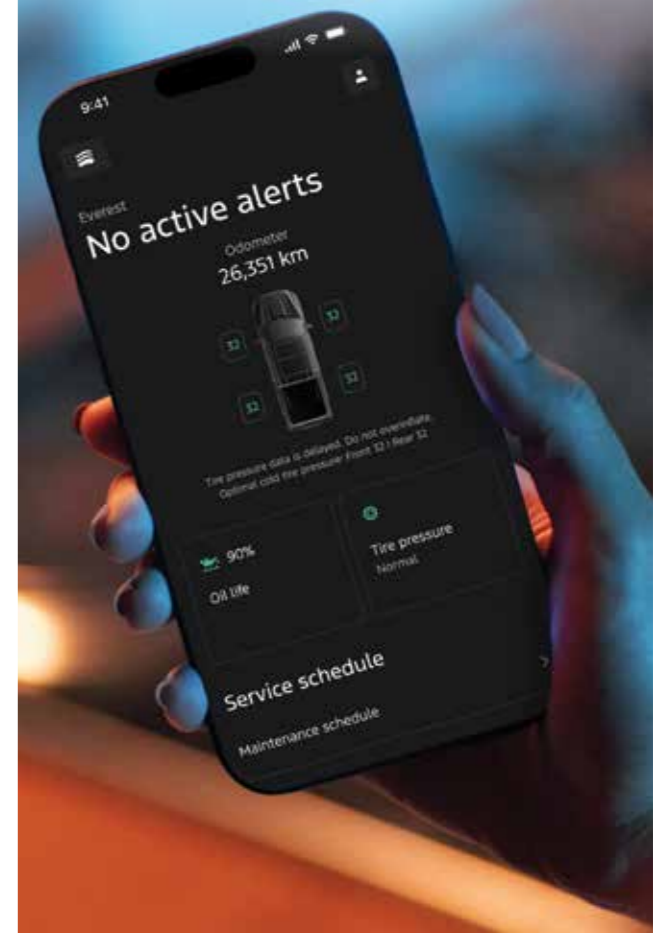 9:41
Everest
No active alerts
Odometer
26,351 km
32
32
32
32
Tire pressure data is delayed. Do not overinflate.
Optimal cold tire pressure: Front 32 | Rear 32
90%
Oil life
Tire pressure
Normal
Service schedule
Maintenance schedule